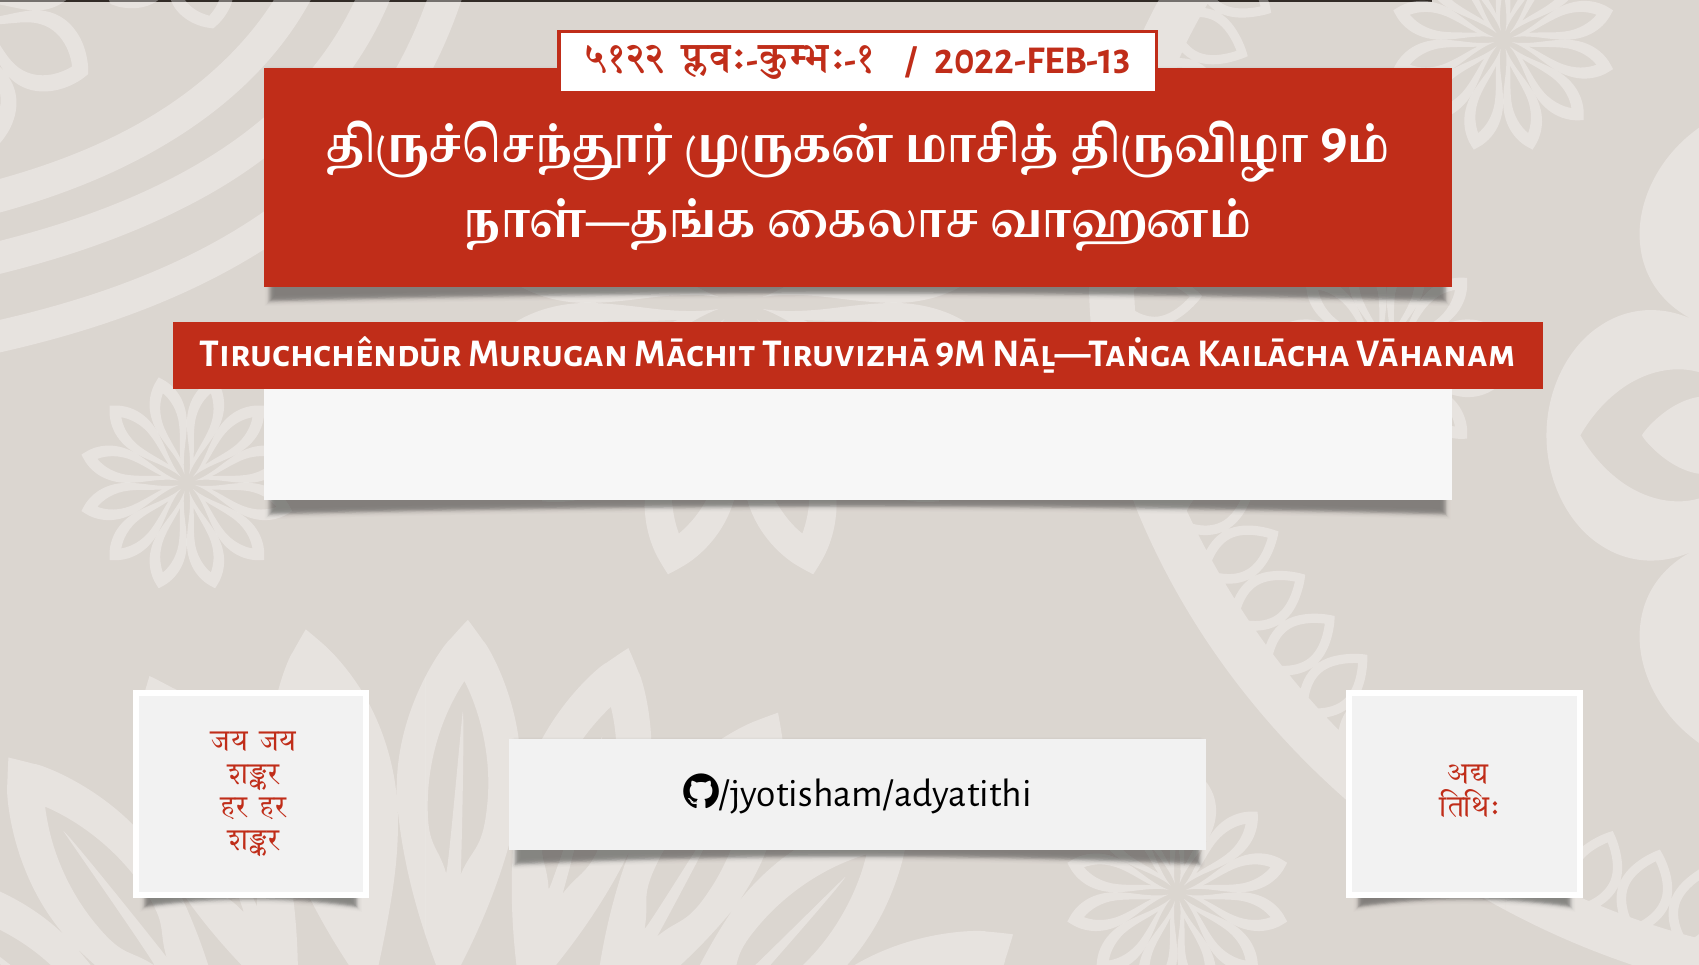 ५१२२ प्लवः-कुम्भः-१ / 2022-FEB-13
திருச்செந்தூர் முருகன் மாசித் திருவிழா 9ம்
நாள்—தங்க கைலாச வாஹனம்
Tiruchchêndūr Murugan Māchit Tiruvizhā 9m Nāḻ—Taṅga Kailācha Vāhanam
जय जय
शङ्कर
हर हर
शङ्कर
/jyotisham/adyatithi
अद्य
तिथिः